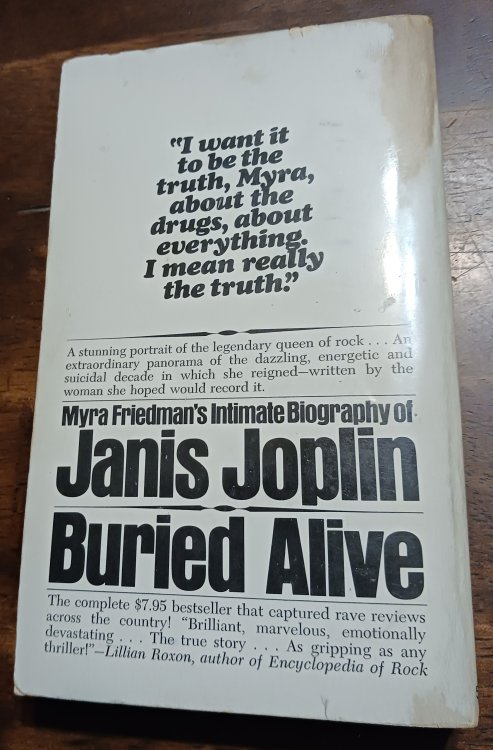 “I want it
to be the
truth, Myra,
about the
drugs, about
everything.
I mean really
the truth.”
A stunning portrait of the legendary queen of rock . . . An
extraordinary panorama of the dazzling, energetic and
suicidal decade in which she reigned—written by the
woman she hoped would record it.
Myra Friedman's Intimate Biography of
Janis Joplin
Buried Alive
The complete $7.95 bestseller that captured rave reviews
across the country! “Brilliant, marvelous, emotionally
devastating . . . The true story . . . As gripping as any
thriller!”—Lillian Roxon, author of Encyclopedia of Rock